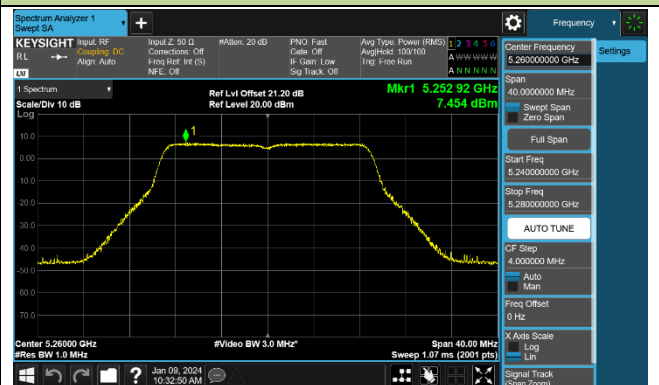 Spectrum Analyzer 1
Swept SA
+
Frequency
KEYSIGHT
RL
LXI
Input: RF
Coupling: DC
Align: Auto
Input Z: 50 Ω
Corrections: Off
Freq Ref: Int (S)
NFE: Off
#Atten: 20 dB
PNO: Fast
Gate: Off
IF Gain: Low
Sig Track: Off
Avg Type: Power (RMS)
Avg|Hold: 100/100
Trig: Free Run
1 2 3 4 5 6
A W W W W W
A N N N N N
1 Spectrum
Scale/Div 10 dB
Log
Ref Lvl Offset 21.20 dB
Ref Level 20.00 dBm
Mkr1 5.252 92 GHz
7.454 dBm
1
10.0
0.00
-10.0
-20.0
-30.0
-40.0
-50.0
-60.0
-70.0
Center 5.26000 GHz
#Res BW 1.0 MHz
#Video BW 3.0 MHz*
Span 40.00 MHz
Sweep 1.07 ms (2001 pts)
Jan 09, 2024
10:32:50 AM
Center Frequency
5.260000000 GHz
Settings
Span
40.0000000 MHz
Swept Span
Zero Span
Full Span
Start Freq
5.240000000 GHz
Stop Freq
5.280000000 GHz
AUTO TUNE
CF Step
4.000000 MHz
Auto
Man
Freq Offset
0 Hz
X Axis Scale
Log
Lin
Signal Track
(Span Zoom)